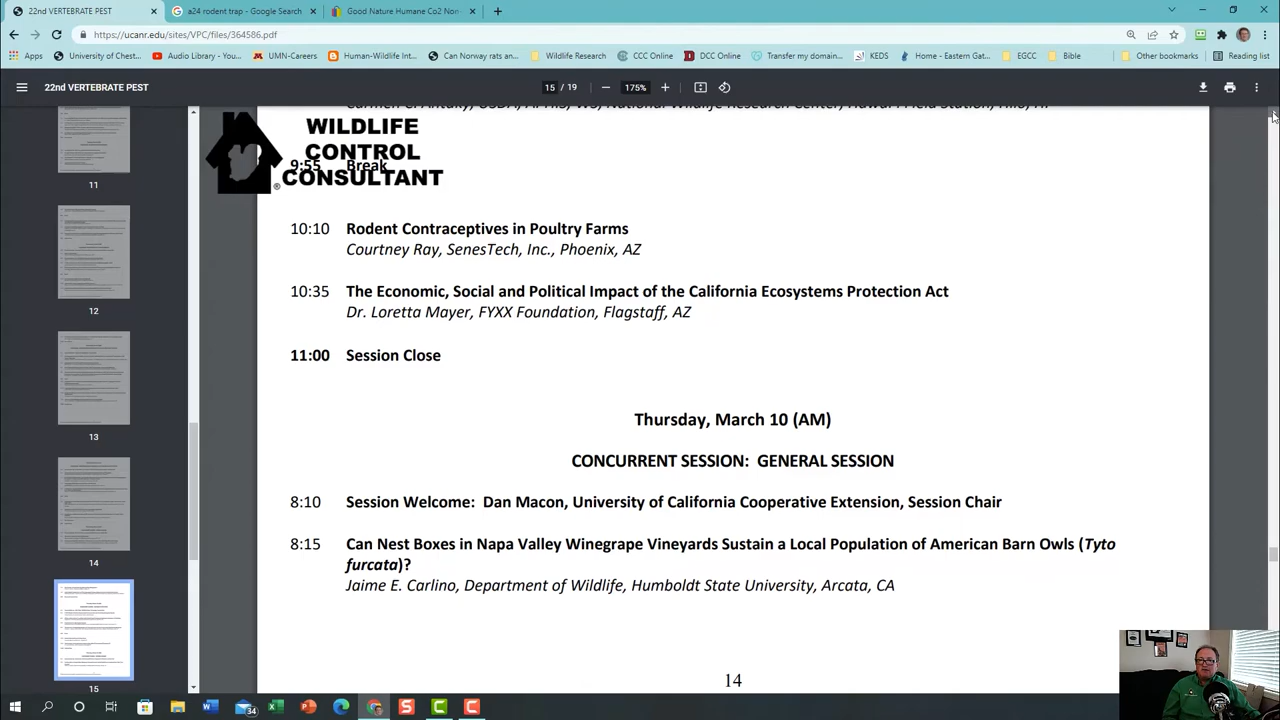 22nd VERTEBRATE PEST
a24 rodent trap - Google Search
Good Nature Humane Co2 Non-
ucanr.edu/sites/VPC/files/364586.pdf
Apps
University of Chest...
Audio Library - You...
UMN-Careers
Human-Wildlife Int...
Can Norway rats an...
Wildlife Research
CCC Online
DCC Online
Transfer my domain...
KEDS
Home - Eastern Gat...
EGCC
Bible
Other bookmarks
Reading list
22nd VERTEBRATE PEST
15 / 19
175%
WILDLIFE
CONTROL
CONSULTANT
®
9:55 Break
10:10 Rodent Contraceptives in Poultry Farms
Courtney Ray, SenesTech, Inc., Phoenix, AZ
10:35 The Economic, Social and Political Impact of the California Ecosystems Protection Act
Dr. Loretta Mayer, FYXX Foundation, Flagstaff, AZ
11:00 Session Close
Thursday, March 10 (AM)
CONCURRENT SESSION: GENERAL SESSION
8:10 Session Welcome: Dan Macon, University of California Cooperative Extension, Session Chair
8:15 Can Nest Boxes in Napa Valley Winegrape Vineyards Sustain a Local Population of American Barn Owls (Tyto
furcata)?
Jaime E. Carlino, Department of Wildlife, Humboldt State University, Arcata, CA
14
11
12
13
14
15
34